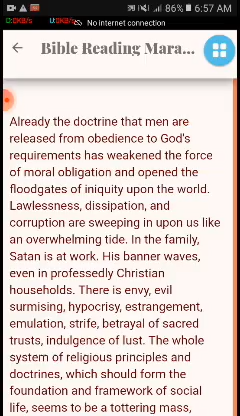 0:0KB/s U:0KB/s 86% 6:57 AM
No internet connection
Bible Reading Mara...
Already the doctrine that men are
released from obedience to God's
requirements has weakened the force
of moral obligation and opened the
floodgates of iniquity upon the world.
Lawlessness, dissipation, and
corruption are sweeping in upon us like
an overwhelming tide. In the family,
Satan is at work. His banner waves,
even in professedly Christian
households. There is envy, evil
surmising, hypocrisy, estrangement,
emulation, strife, betrayal of sacred
trusts, indulgence of lust. The whole
system of religious principles and
doctrines, which should form the
foundation and framework of social
life, seems to be a tottering mass,